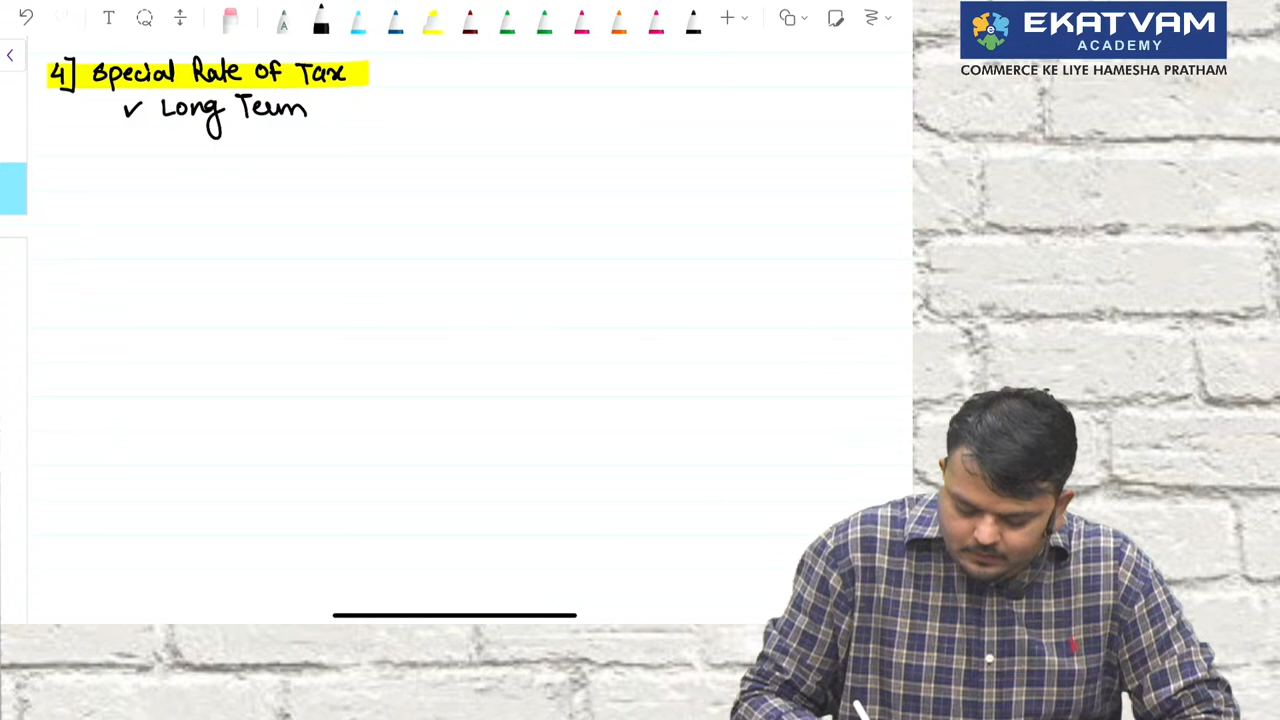 EKATVAM
ACADEMY
COMMERCE KE LIYE HAMESHA PRATHAM
4] Special Rate of Tax
✓ Long Term